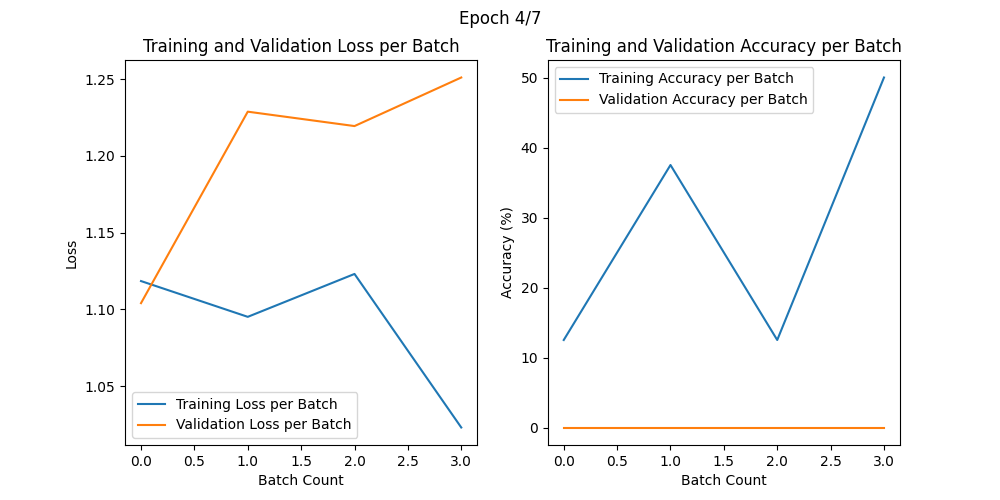 Epoch 4/7
Training and Validation Loss per Batch
1.25
1.20
1.15
1.10
1.05
Loss
Training Loss per Batch
Validation Loss per Batch
0.0 0.5 1.0 1.5 2.0 2.5 3.0
Batch Count
Training and Validation Accuracy per Batch
Training Accuracy per Batch
Validation Accuracy per Batch
50
40
30
20
10
0
Accuracy (%)
0.0 0.5 1.0 1.5 2.0 2.5 3.0
Batch Count